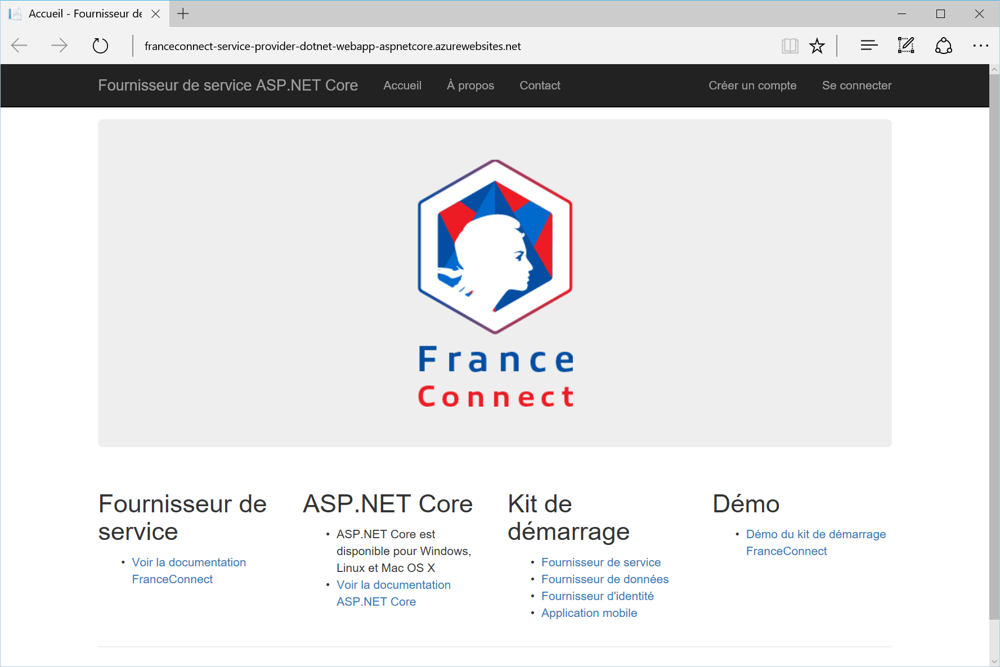 Accueil - Fournisseur de
franceconnect-service-provider-dotnet-webapp-aspnetcore.azurewebsites.net
Fournisseur de service ASP.NET Core Accueil À propos Contact Créer un compte Se connecter
France
Connect
Fournisseur de
service
• Voir la documentation
FranceConnect
ASP.NET Core
• ASP.NET Core est
disponible pour Windows,
Linux et Mac OS X
• Voir la documentation
ASP.NET Core
Kit de
démarrage
• Fournisseur de service
• Fournisseur de données
• Fournisseur d'identité
• Application mobile
Démo
• Démo du kit de démarrage
FranceConnect